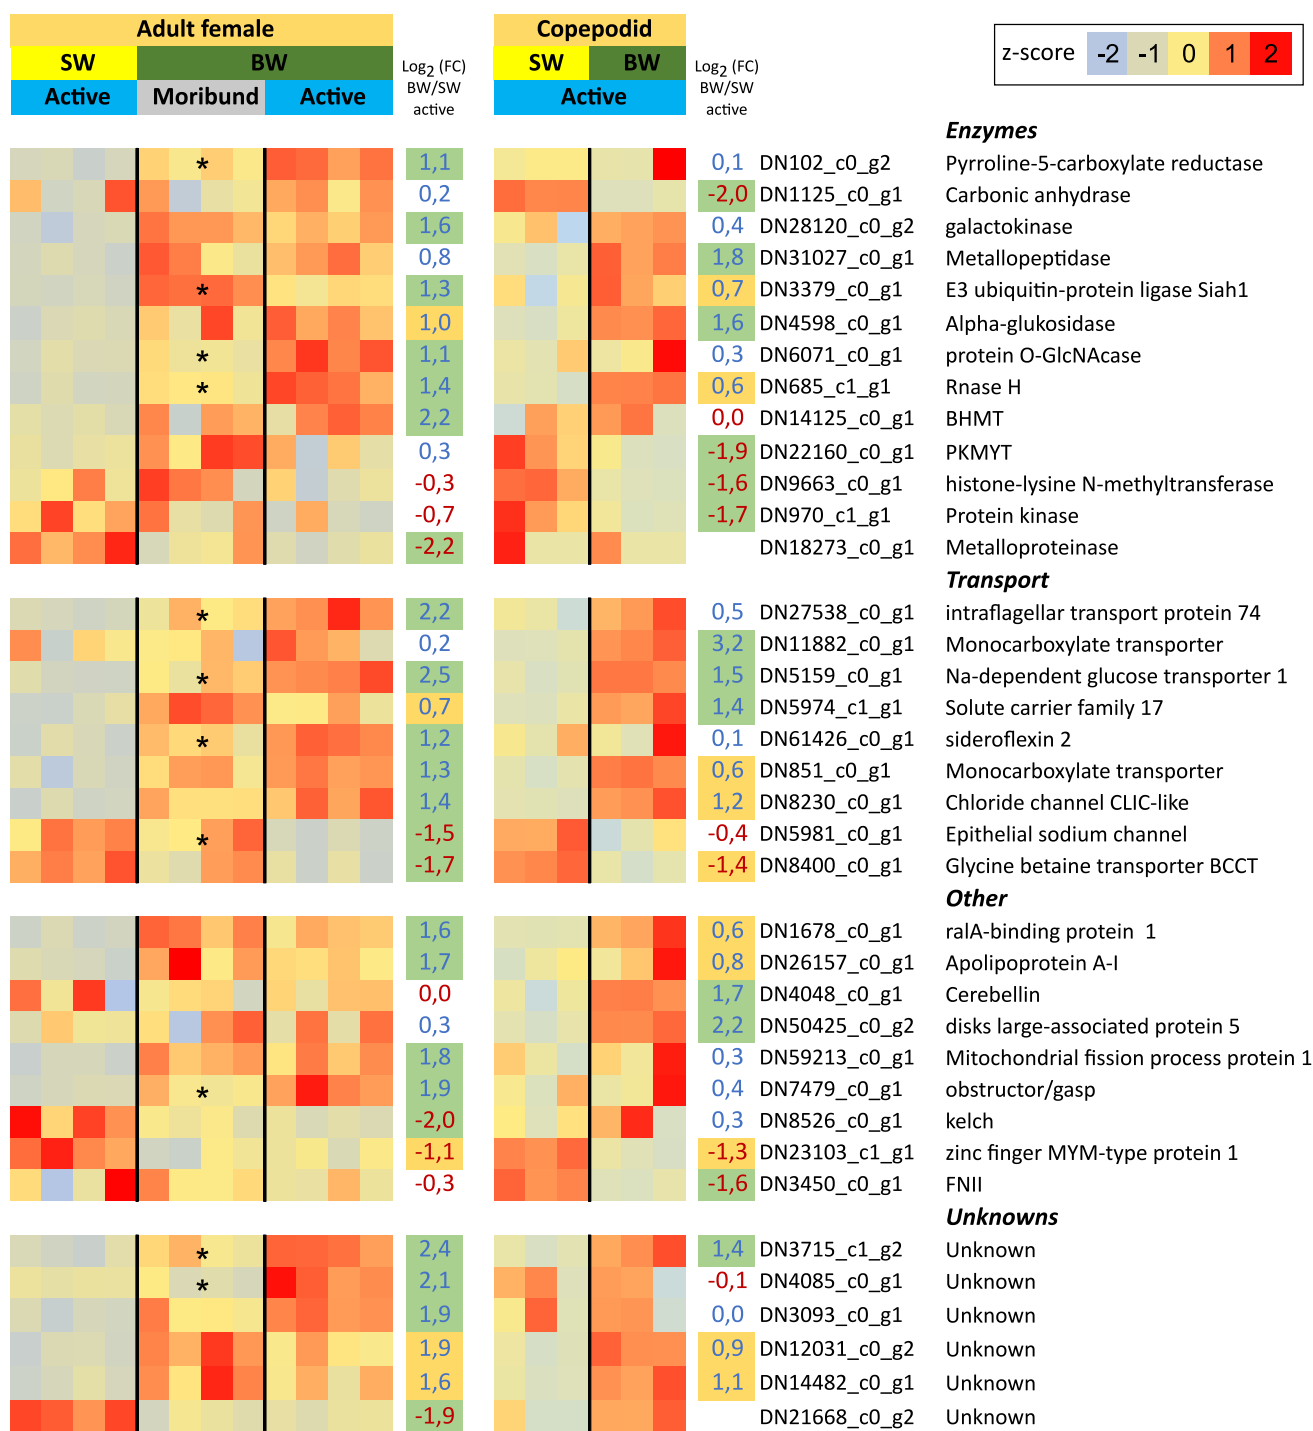 Adult female Copepodid
SW BW Log2 (FC) BW/SW active SW BW Log2 (FC) BW/SW active z-score -2 -1 0 1 2
Active Moribund Active Active
Enzymes
* 1,1 0,1 DN102_c0_g2 Pyrroline-5-carboxylate reductase
0,2 -2,0 DN1125_c0_g1 Carbonic anhydrase
1,6 0,4 DN28120_c0_g2 galactokinase
0,8 1,8 DN31027_c0_g1 Metallopeptidase
* 1,3 0,7 DN3379_c0_g1 E3 ubiquitin-protein ligase Siah1
1,0 1,6 DN4598_c0_g1 Alpha-glukosidase
* 1,1 0,3 DN6071_c0_g1 protein O-GlcNAcase
* 1,4 0,6 DN685_c1_g1 Rnase H
2,2 0,0 DN14125_c0_g1 BHMT
0,3 -1,9 DN22160_c0_g1 PKMYT
-0,3 -1,6 DN9663_c0_g1 histone-lysine N-methyltransferase
-0,7 -1,7 DN970_c1_g1 Protein kinase
-2,2 DN18273_c0_g1 Metalloproteinase
Transport
* 2,2 0,5 DN27538_c0_g1 intraflagellar transport protein 74
0,2 3,2 DN11882_c0_g1 Monocarboxylate transporter
* 2,5 1,5 DN5159_c0_g1 Na-dependent glucose transporter 1
0,7 1,4 DN5974_c1_g1 Solute carrier family 17
* 1,2 0,1 DN61426_c0_g1 sideroflexin 2
1,3 0,6 DN851_c0_g1 Monocarboxylate transporter
1,4 1,2 DN8230_c0_g1 Chloride channel CLIC-like
* -1,5 -0,4 DN5981_c0_g1 Epithelial sodium channel
-1,7 -1,4 DN8400_c0_g1 Glycine betaine transporter BCCT
Other
1,6 0,6 DN1678_c0_g1 ralA-binding protein 1
1,7 0,8 DN26157_c0_g1 Apolipoprotein A-I
0,0 1,7 DN4048_c0_g1 Cerebellin
0,3 2,2 DN50425_c0_g2 disks large-associated protein 5
1,8 0,3 DN59213_c0_g1 Mitochondrial fission process protein 1
* 1,9 0,4 DN7479_c0_g1 obstructor/gasp
-2,0 0,3 DN8526_c0_g1 kelch
-1,1 -1,3 DN23103_c1_g1 zinc finger MYM-type protein 1
-0,3 -1,6 DN3450_c0_g1 FNII
Unknowns
* 2,4 1,4 DN3715_c1_g2 Unknown
* 2,1 -0,1 DN4085_c0_g1 Unknown
1,9 0,0 DN3093_c0_g1 Unknown
1,9 0,9 DN12031_c0_g2 Unknown
1,6 1,1 DN14482_c0_g1 Unknown
-1,9 DN21668_c0_g2 Unknown